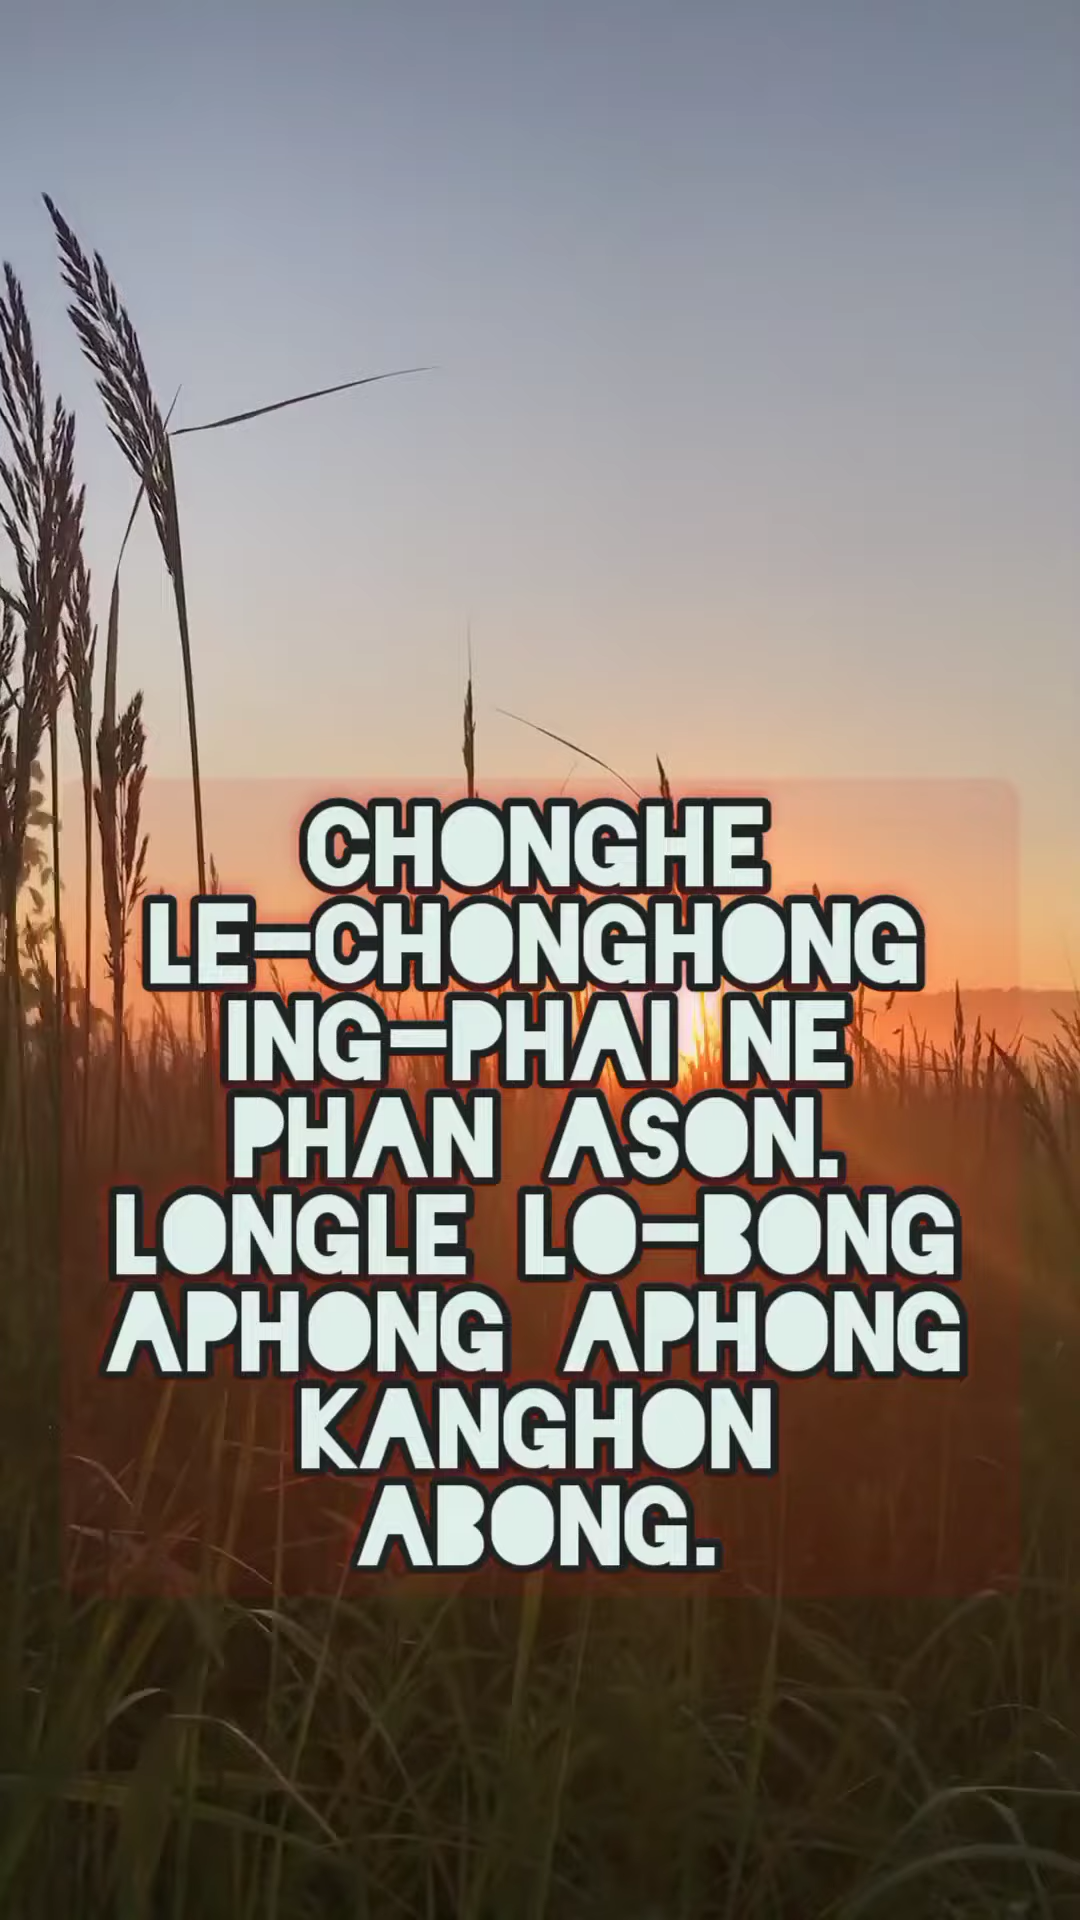 CHONGHE
LE-CHONGHONG
ING-PHAI NE
PHAN ASON.
LONGLE LO-BONG
APHONG APHONG
KANGHON
ABONG.